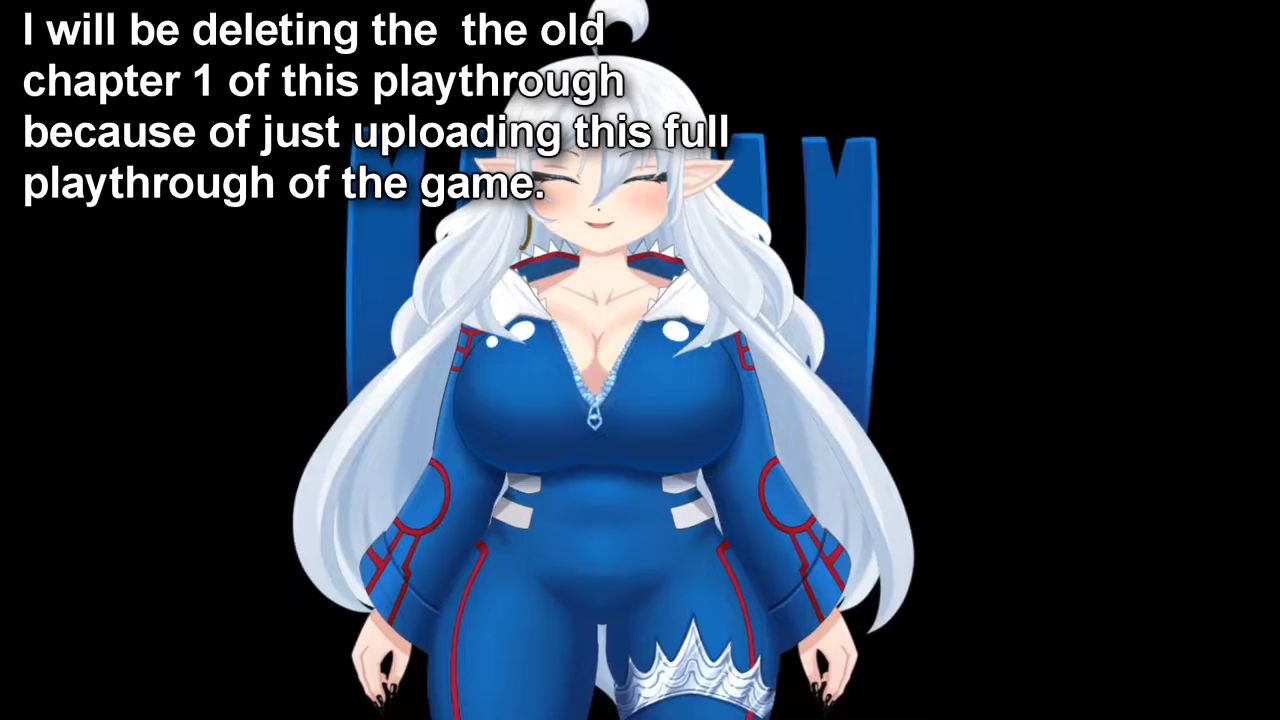 I will be deleting the  the old
chapter 1 of this playthrough
because of just uploading this full
playthrough of the game.